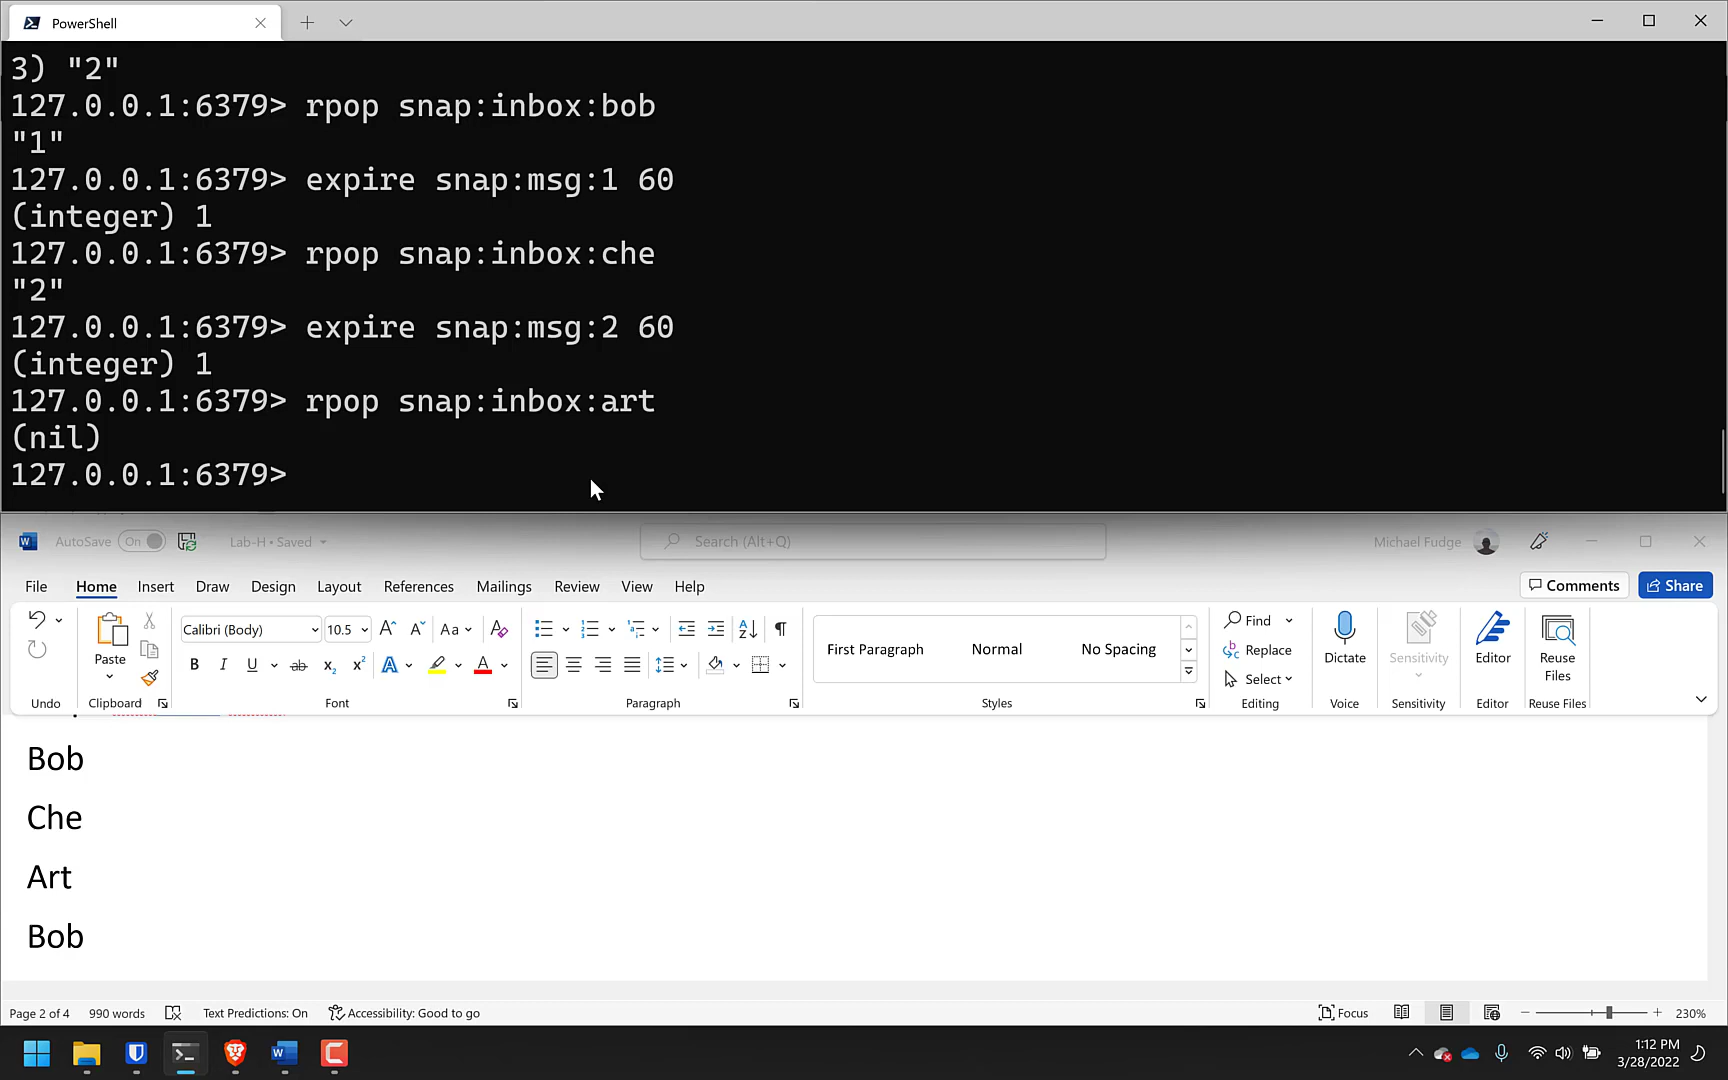 PowerShell
3) "2"
127.0.0.1:6379> rpop snap:inbox:bob
"1"
127.0.0.1:6379> expire snap:msg:1 60
(integer) 1
127.0.0.1:6379> rpop snap:inbox:che
"2"
127.0.0.1:6379> expire snap:msg:2 60
(integer) 1
127.0.0.1:6379> rpop snap:inbox:art
(nil)
127.0.0.1:6379>
AutoSave On Lab-H • Saved Search (Alt+Q) Michael Fudge
File Home Insert Draw Design Layout References Mailings Review View Help Comments Share
Calibri (Body) 10.5 Aa
Find
Paste
First Paragraph Normal No Spacing
Replace
Dictate Sensitivity Editor Reuse Files
B I U ab x₂ x² A A
Select
Undo Clipboard Font Paragraph Styles Editing Voice Sensitivity Editor Reuse Files
Bob
Che
Art
Bob
Page 2 of 4 990 words Text Predictions: On Accessibility: Good to go Focus 230%
1:12 PM
3/28/2022